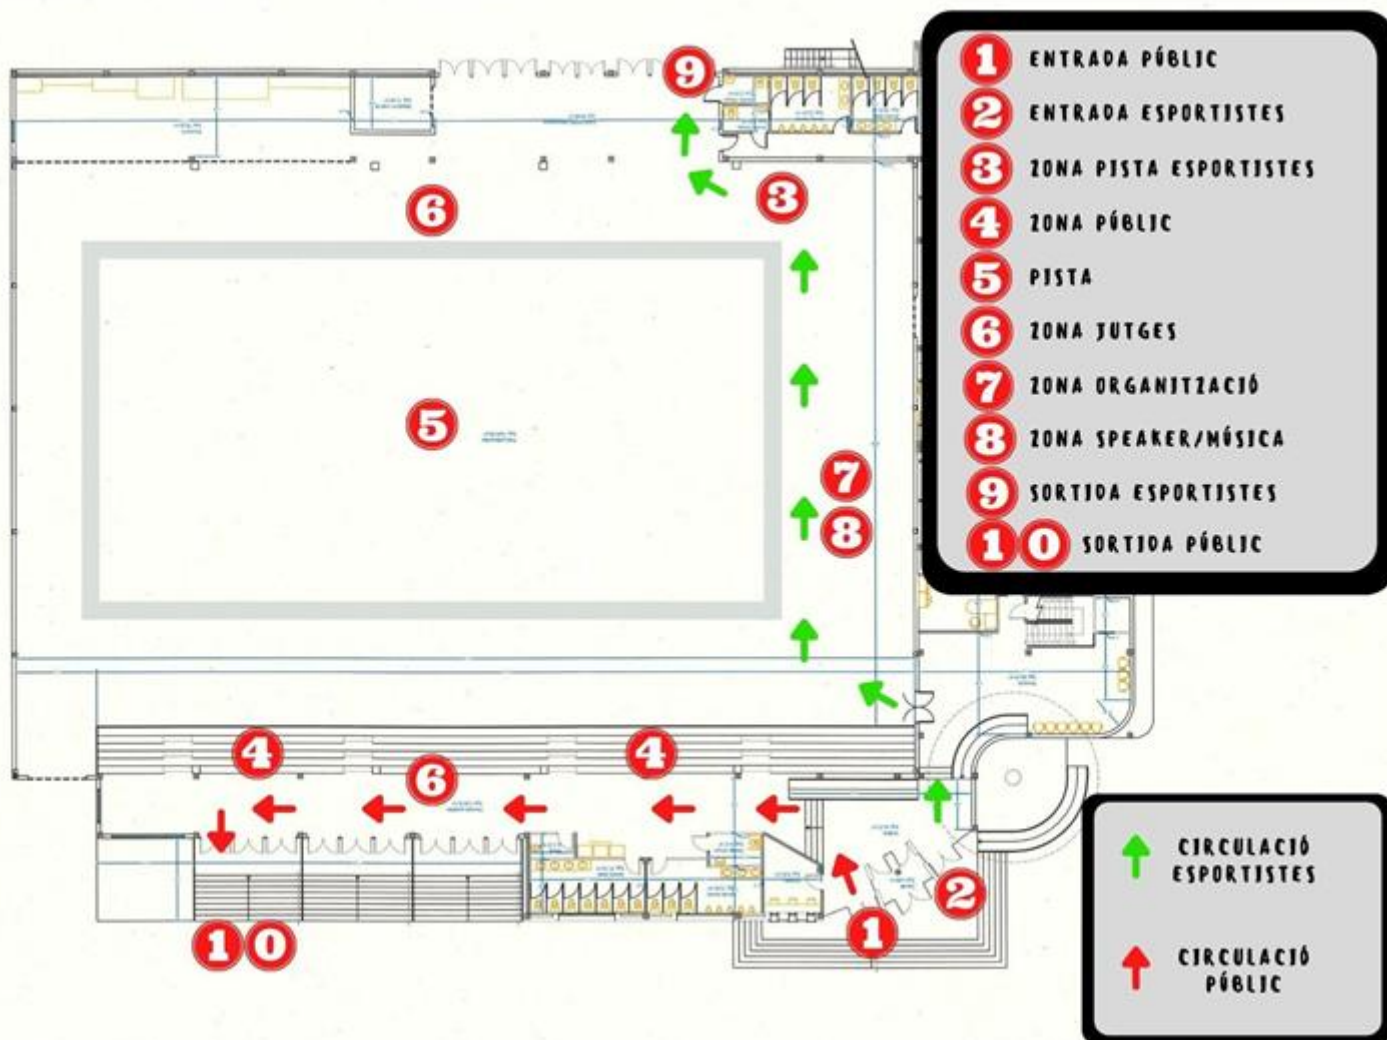 9
3
6
5
7
8
4
4
6
2
1
10
1 ENTRADA PÚBLIC
2 ENTRADA ESPORTISTES
3 ZONA PISTA ESPORTISTES
4 ZONA PÚBLIC
5 PISTA
6 ZONA JUTGES
7 ZONA ORGANITZACIÓ
8 ZONA SPEAKER/MÚSICA
9 SORTIDA ESPORTISTES
10 SORTIDA PÚBLIC
CIRCULACIÓ
ESPORTISTES
CIRCULACIÓ
PÚBLIC